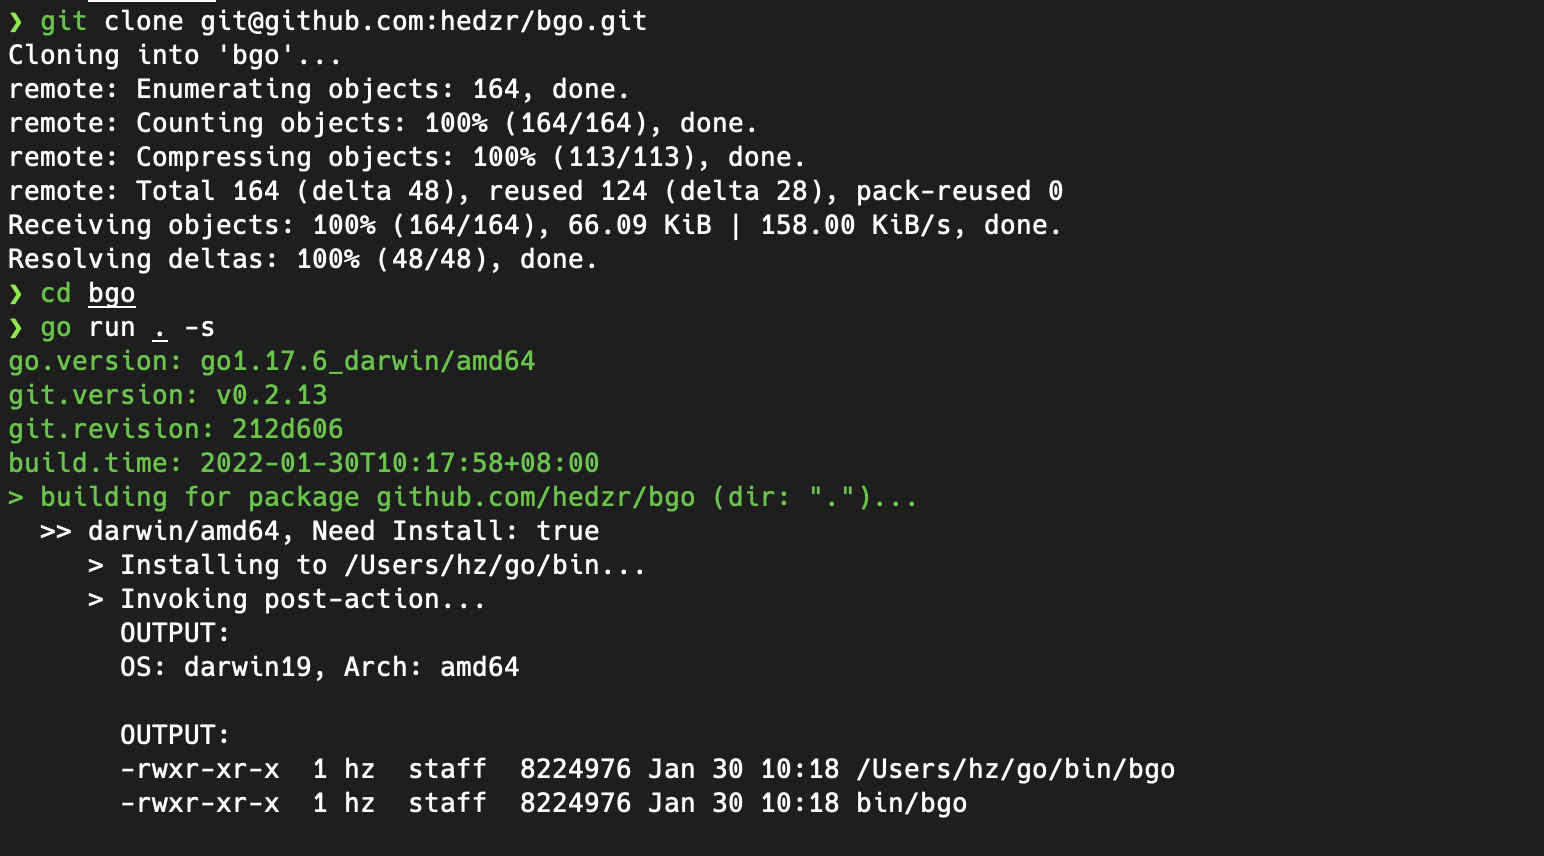 ❯ git clone git@github.com:hedzr/bgo.git
Cloning into 'bgo'...
remote: Enumerating objects: 164, done.
remote: Counting objects: 100% (164/164), done.
remote: Compressing objects: 100% (113/113), done.
remote: Total 164 (delta 48), reused 124 (delta 28), pack-reused 0
Receiving objects: 100% (164/164), 66.09 KiB | 158.00 KiB/s, done.
Resolving deltas: 100% (48/48), done.
❯ cd bgo
❯ go run . -s
go.version: go1.17.6_darwin/amd64
git.version: v0.2.13
git.revision: 212d606
build.time: 2022-01-30T10:17:58+08:00
> building for package github.com/hedzr/bgo (dir: ".")...
  >> darwin/amd64, Need Install: true
     > Installing to /Users/hz/go/bin...
     > Invoking post-action...
       OUTPUT:
       OS: darwin19, Arch: amd64

       OUTPUT:
       -rwxr-xr-x  1 hz  staff  8224976 Jan 30 10:18 /Users/hz/go/bin/bgo
       -rwxr-xr-x  1 hz  staff  8224976 Jan 30 10:18 bin/bgo